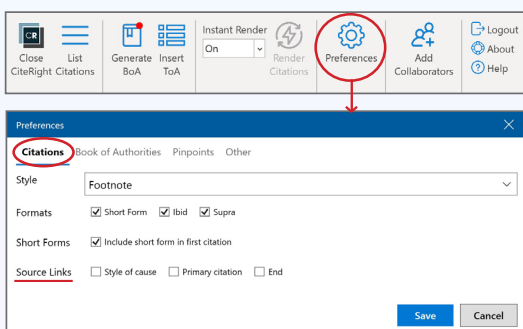 CR
Close CiteRight
List Citations
Generate BoA
Insert ToA
Instant Render
On
Render Citations
Preferences
Add Collaborators
Logout
About
? Help
Preferences
Citations Book of Authorities Pinpoints Other
Style Footnote
Formats Short Form Ibid Supra
Short Forms Include short form in first citation
Source Links Style of cause Primary citation End
Save Cancel